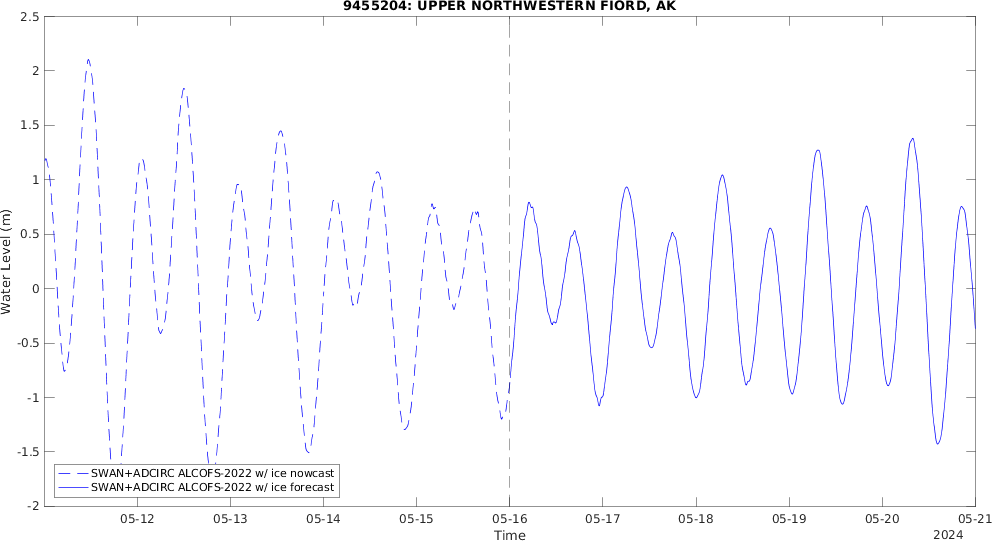 9455204: UPPER NORTHWESTERN FIORD, AK
2.5
2
1.5
1
0.5
0
-0.5
-1
-1.5
-2
Water Level (m)
SWAN+ADCIRC ALCOFS-2022 w/ ice nowcast
SWAN+ADCIRC ALCOFS-2022 w/ ice forecast
05-12 05-13 05-14 05-15 05-16 05-17 05-18 05-19 05-20 05-21
Time
2024